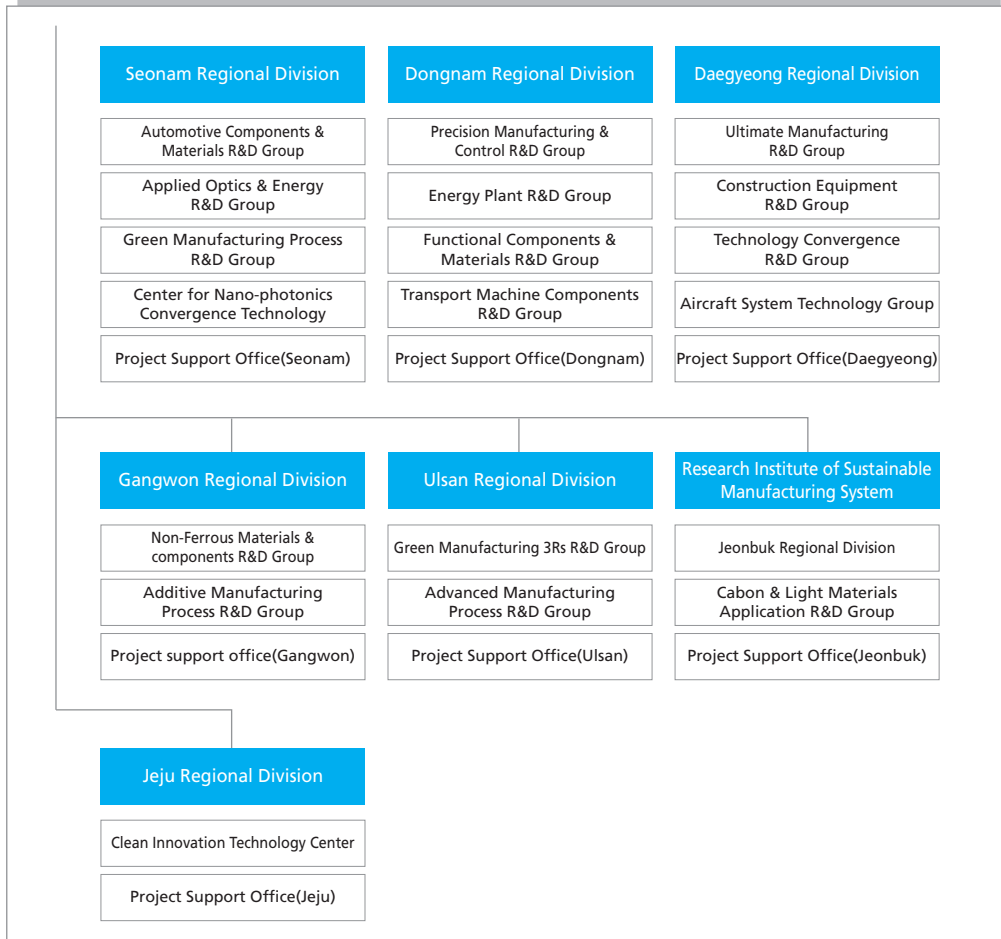 Seonam Regional Division
Automotive Components &
Materials R&D Group
Applied Optics & Energy
R&D Group
Green Manufacturing Process
R&D Group
Center for Nano-photonics
Convergence Technology
Project Support Office(Seonam)
Dongnam Regional Division
Precision Manufacturing &
Control R&D Group
Energy Plant R&D Group
Functional Components &
Materials R&D Group
Transport Machine Components
R&D Group
Project Support Office(Dongnam)
Daegyeong Regional Division
Ultimate Manufacturing
R&D Group
Construction Equipment
R&D Group
Technology Convergence
R&D Group
Aircraft System Technology Group
Project Support Office(Daegyeong)
Gangwon Regional Division
Non-Ferrous Materials &
components R&D Group
Additive Manufacturing
Process R&D Group
Project support office(Gangwon)
Ulsan Regional Division
Green Manufacturing 3Rs R&D Group
Advanced Manufacturing
Process R&D Group
Project Support Office(Ulsan)
Research Institute of Sustainable
Manufacturing System
Jeonbuk Regional Division
Cabon & Light Materials
Application R&D Group
Project Support Office(Jeonbuk)
Jeju Regional Division
Clean Innovation Technology Center
Project Support Office(Jeju)